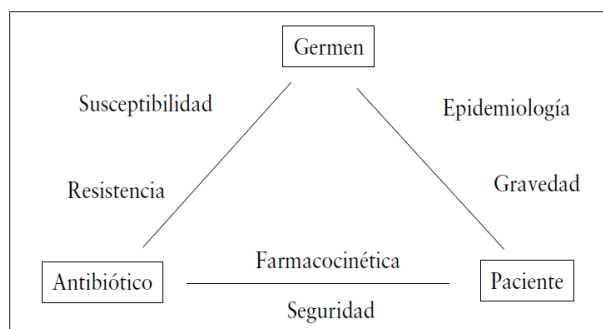 Germen
Susceptibilidad
Epidemiología
Resistencia
Gravedad
Farmacocinética
Antibiótico
Paciente
Seguridad